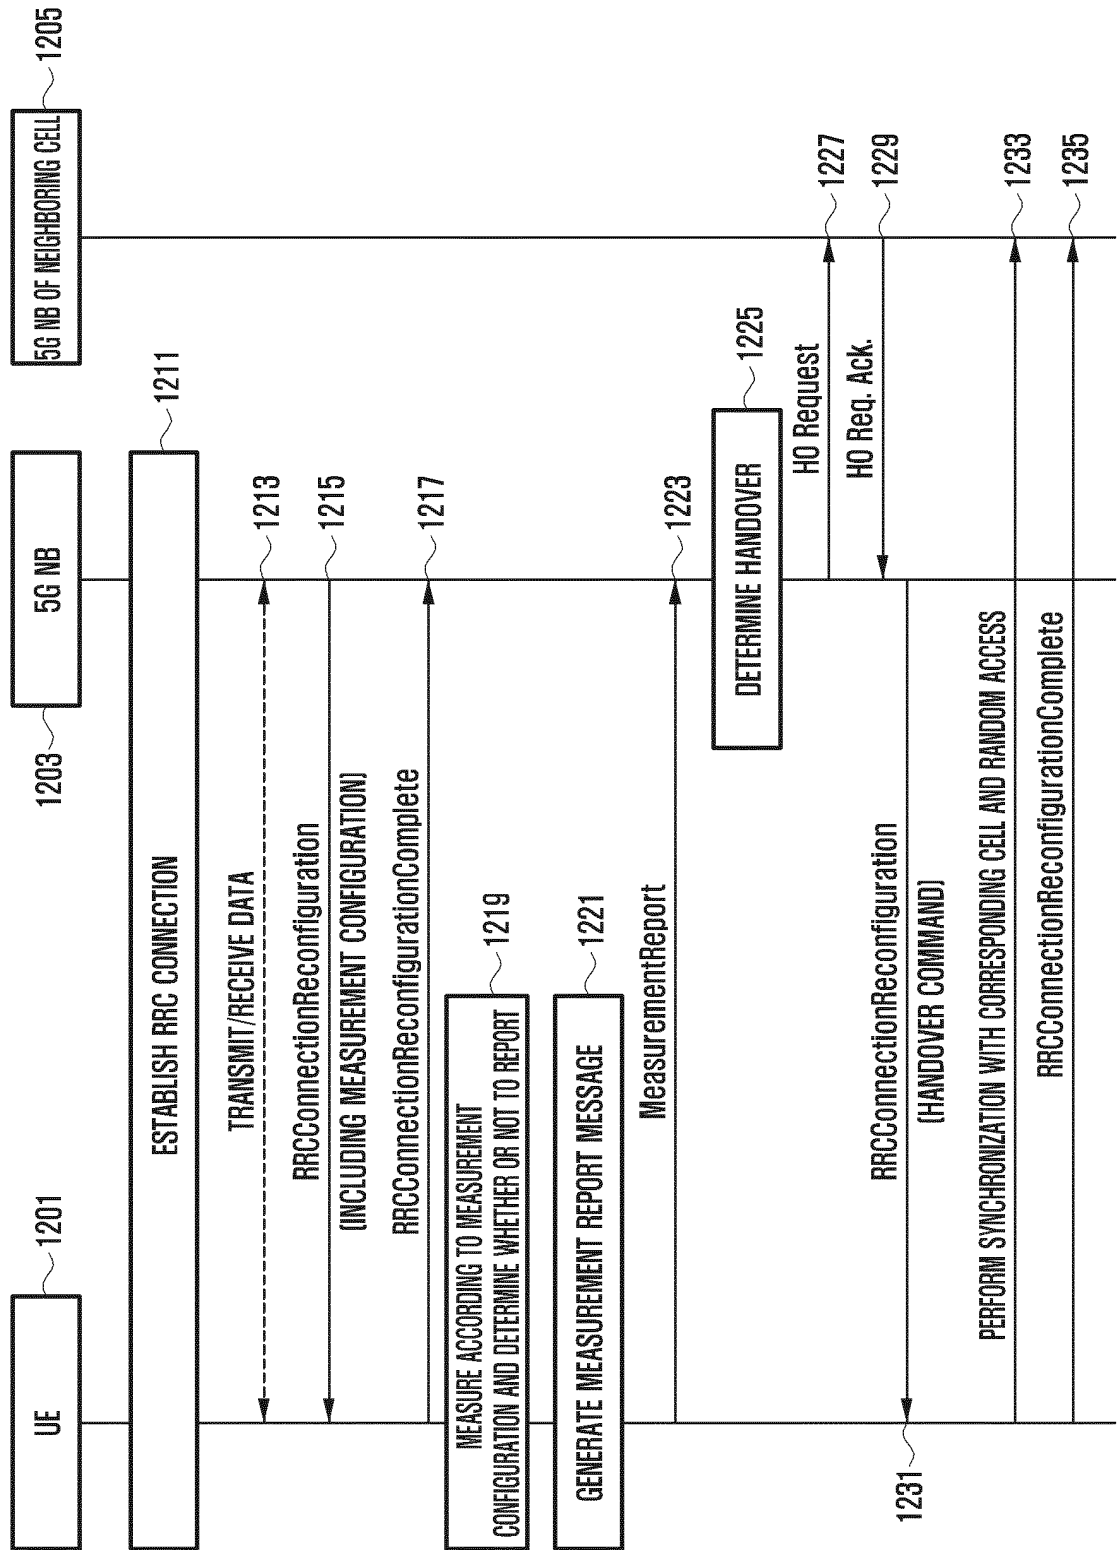 UE
1201
5G NB
1203
5G NB OF NEIGHBORING CELL
1205
ESTABLISH RRC CONNECTION
1211
TRANSMIT/RECEIVE DATA
1213
RRCConnectionReconfiguration
(INCLUDING MEASUREMENT CONFIGURATION)
1215
RRCConnectionReconfigurationComplete
1217
MEASURE ACCORDING TO MEASUREMENT
CONFIGURATION AND DETERMINE WHETHER OR NOT TO REPORT
1219
GENERATE MEASUREMENT REPORT MESSAGE
1221
MeasurementReport
1223
DETERMINE HANDOVER
1225
HO Request
1227
HO Req. Ack.
1229
RRCConnectionReconfiguration
(HANDOVER COMMAND)
1231
PERFORM SYNCHRONIZATION WITH CORRESPONDING CELL AND RANDOM ACCESS
1233
RRCConnectionReconfigurationComplete
1235